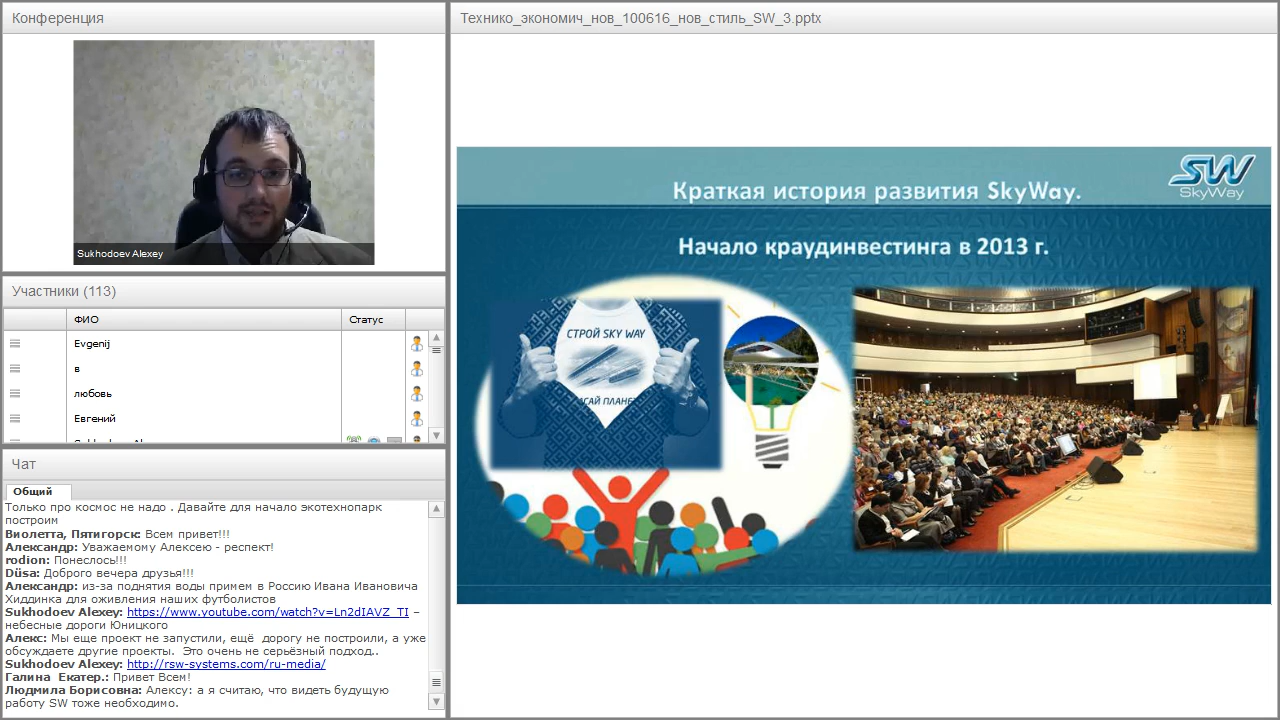 Конференция
Sukhodoev Alexey
Участники (113)
ФИО
Статус
Evgenij
в
любовь
Евгений
Чат
Общий
Только про космос не надо . Давайте для начало экотехнопарк
построим
Виолетта, Пятигорск: Всем привет!!!
Александр: Уважаемому Алексею - респект!
rodion: Понеслось!!!
Düsa: Доброго вечера друзья!!!
Александр: из-за поднятия воды примем в Россию Ивана Ивановича
Хиддинка для оживления наших футболистов
Sukhodoev Alexey: https://www.youtube.com/watch?v=Ln2dIAVZ_TI –
небесные дороги Юницкого
Алекс: Мы еще проект не запустили, ещё дорогу не построили, а уже
обсуждаете другие проекты. Это очень не серьёзный подход..
Sukhodoev Alexey: http://rsw-systems.com/ru-media/
Галина Екатер.: Привет Всем!
Людмила Борисовна: Алексу: а я считаю, что видеть будущую
работу SW тоже необходимо.
Технико_экономич_нов_100616_нов_стиль_SW_3.pptx
SW
SkyWay
Краткая история развития SkyWay.
Начало краудинвестинга в 2013 г.
СТРОЙ SKY WAY